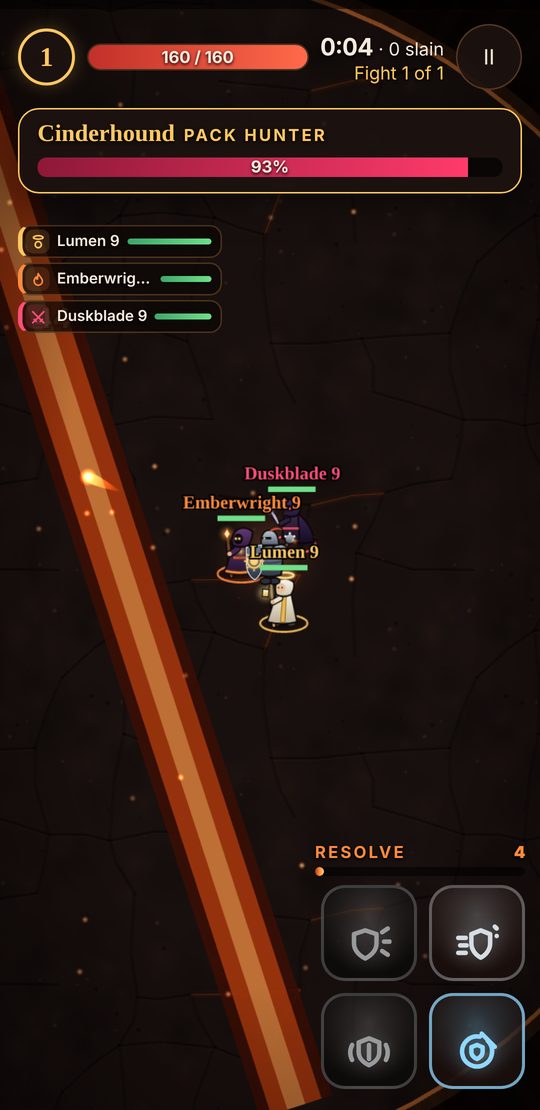 1
160 / 160
0:04 · 0 slain
Fight 1 of 1
Cinderhound PACK HUNTER
93%
Lumen 9
Emberwrig...
Duskblade 9
Duskblade 9
Emberwright 9
Lumen 9
RESOLVE 4